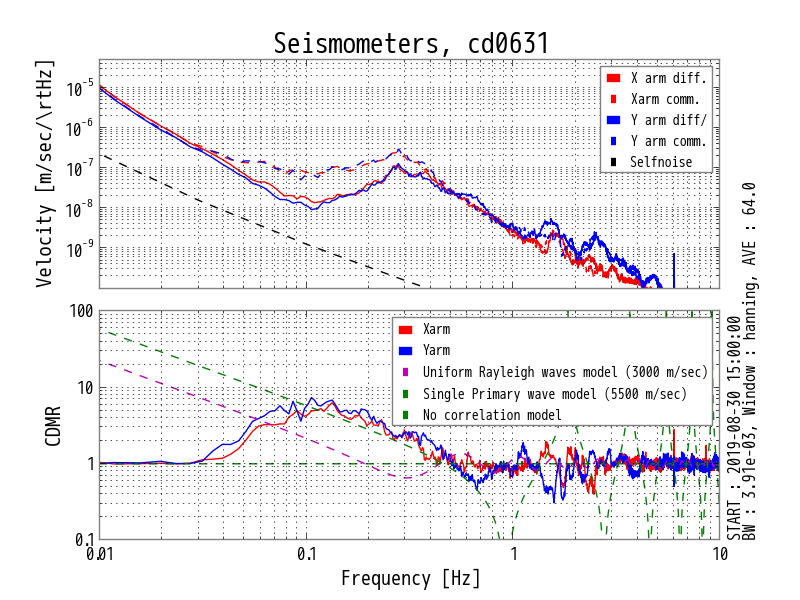 Seismometers, cd0631
Velocity [m/sec/\rtHz]
10^-5
10^-6
10^-7
10^-8
10^-9
X arm diff.
Xarm comm.
Y arm diff/
Y arm comm.
Selfnoise
CDMR
100
10
1
0.1
Xarm
Yarm
Uniform Rayleigh waves model (3000 m/sec)
Single Primary wave model (5500 m/sec)
No correlation model
0.01
0.1
1
10
Frequency [Hz]
START : 2019-08-30 15:00:00
BW : 3.91e-03, Window : hanning, AVE : 64.0